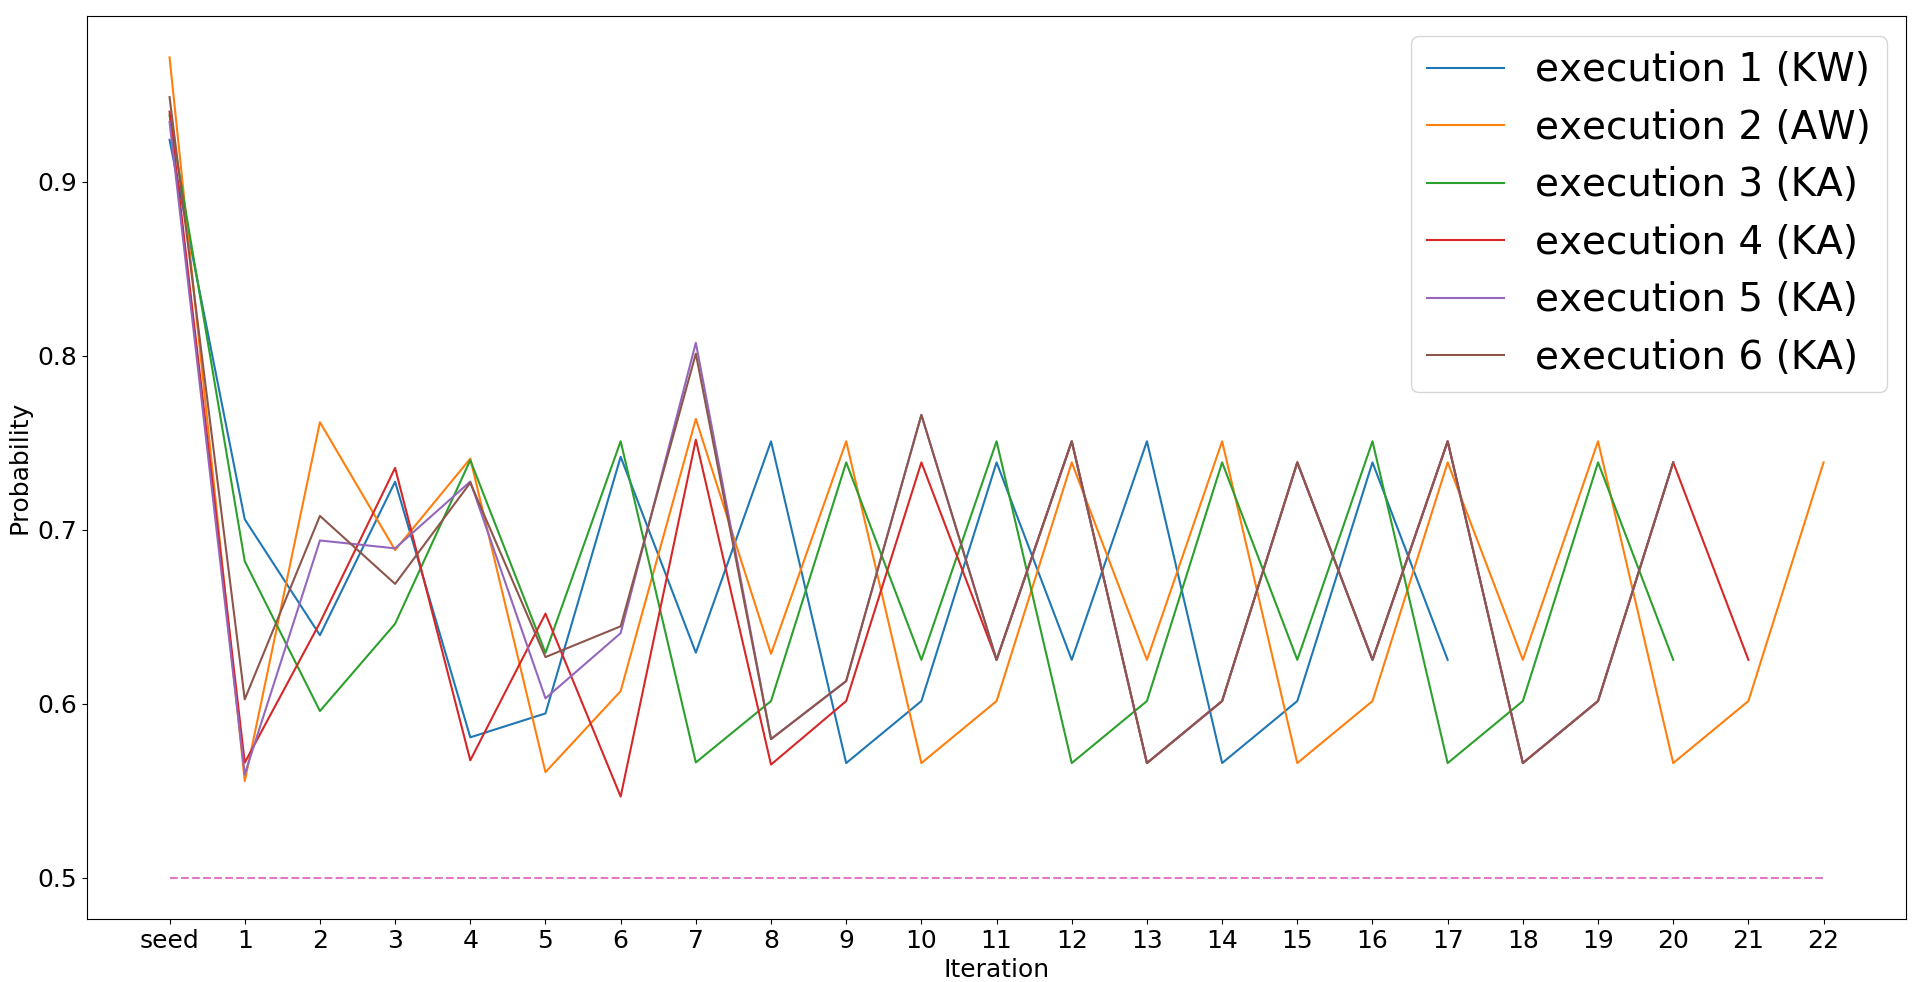 execution 1 (KW)
execution 2 (AW)
execution 3 (KA)
execution 4 (KA)
execution 5 (KA)
execution 6 (KA)
Probability
0.9
0.8
0.7
0.6
0.5
seed 1 2 3 4 5 6 7 8 9 10 11 12 13 14 15 16 17 18 19 20 21 22
Iteration